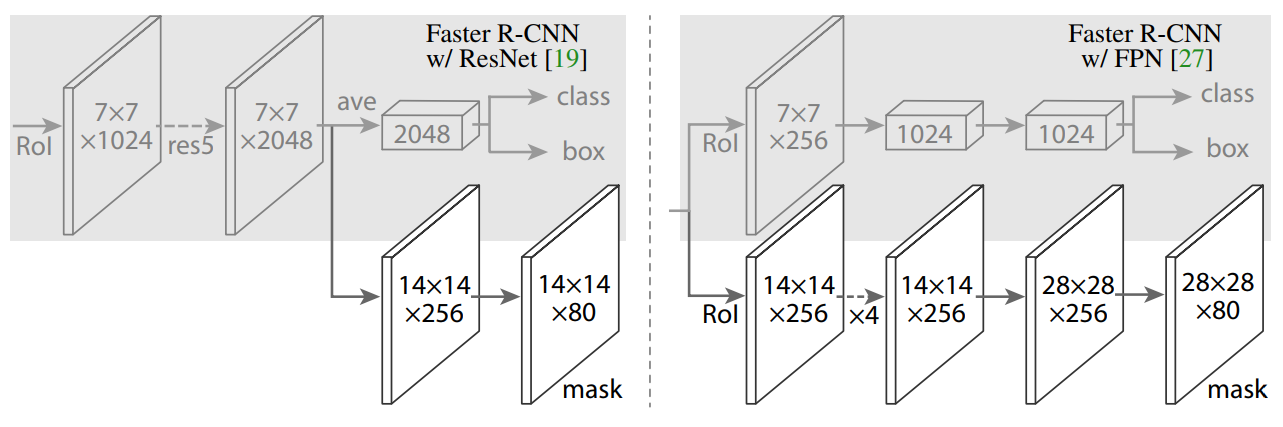 Faster R-CNN
w/ ResNet [19]
RoI
7×7
×1024
res5
7×7
×2048
ave
2048
class
box
14×14
×256
14×14
×80
mask
Faster R-CNN
w/ FPN [27]
RoI
7×7
×256
1024
1024
class
box
RoI
14×14
×256
×4
14×14
×256
28×28
×256
28×28
×80
mask